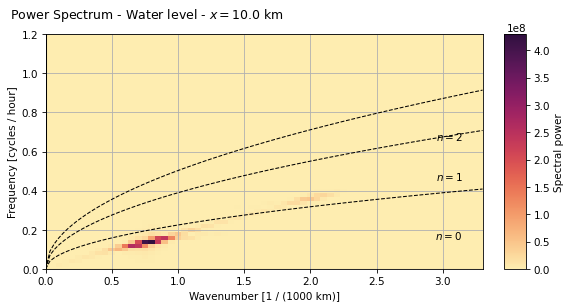 Power Spectrum - Water level - x = 10.0 km
1e8
Frequency [cycles / hour]
1.2
1.0
0.8
0.6
0.4
0.2
0.0
n = 2
n = 1
n = 0
0.0 0.5 1.0 1.5 2.0 2.5 3.0
Wavenumber [1 / (1000 km)]
4.0
3.5
3.0
2.5
2.0
1.5
1.0
0.5
0.0
Spectral power